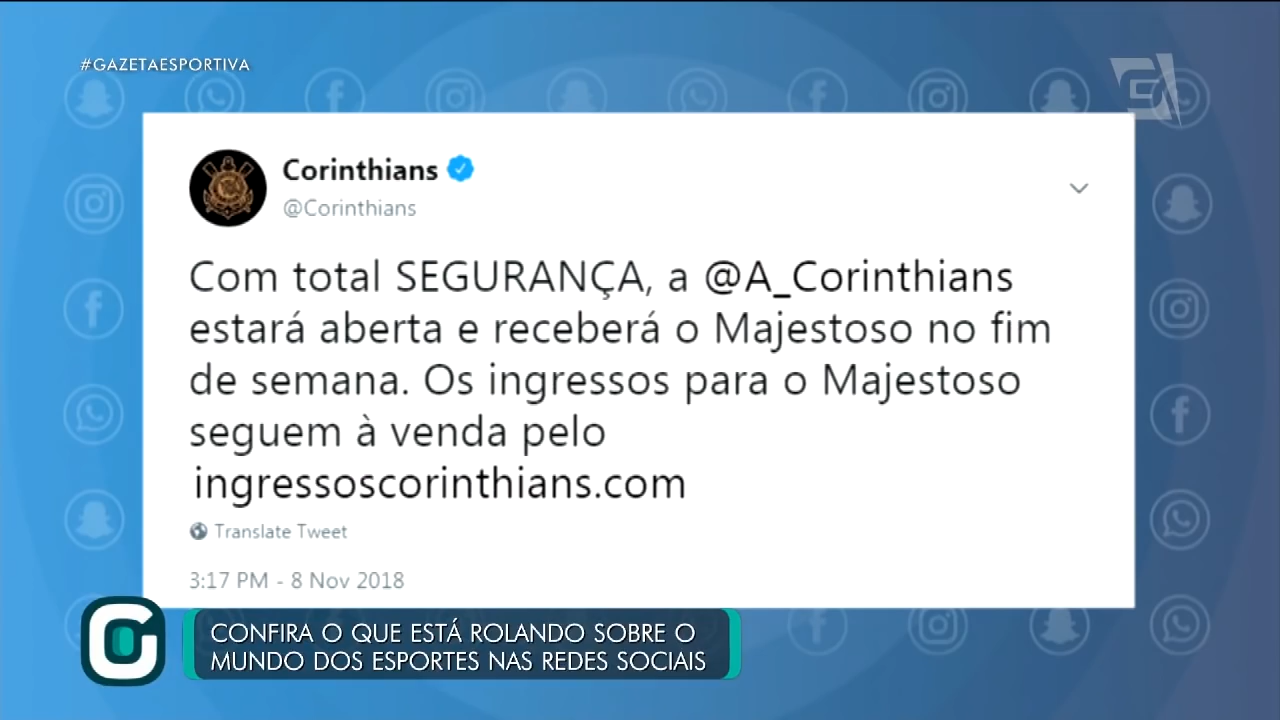 #GAZETAESPORTIVA
Corinthians
@Corinthians
Com total SEGURANÇA, a @A_Corinthians
estará aberta e receberá o Majestoso no fim
de semana. Os ingressos para o Majestoso
seguem à venda pelo
ingressoscorinthians.com
Translate Tweet
3:17 PM - 8 Nov 2018
CONFIRA O QUE ESTÁ ROLANDO SOBRE O
MUNDO DOS ESPORTES NAS REDES SOCIAIS